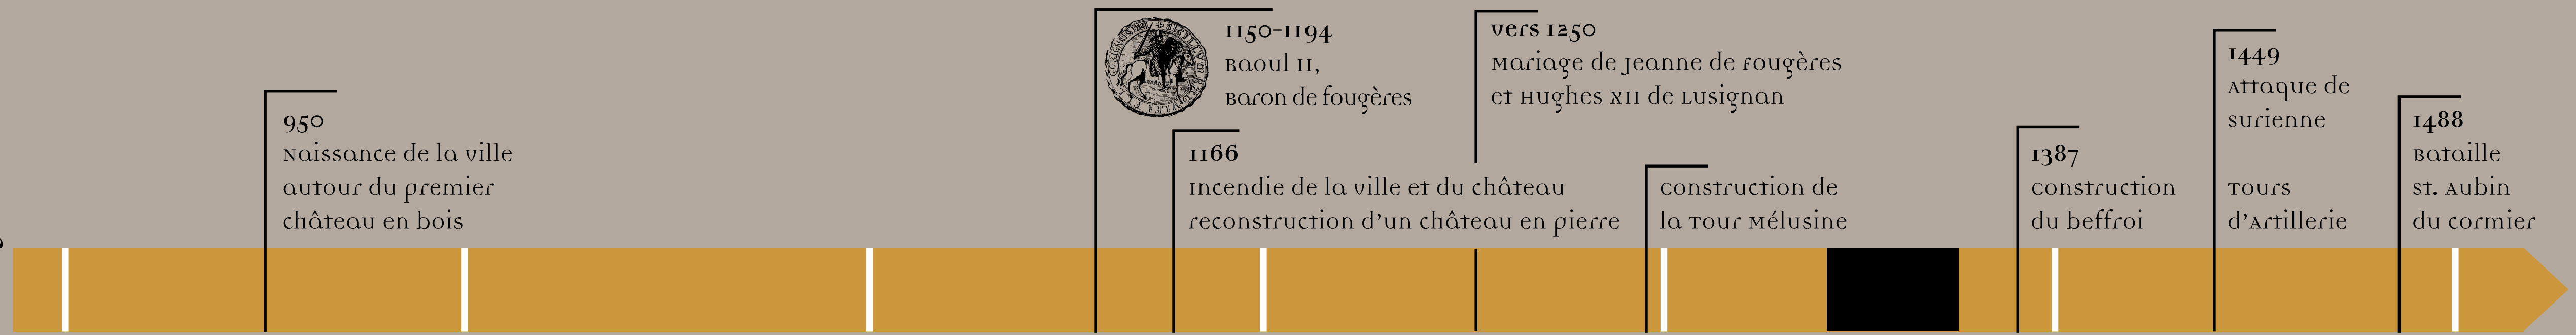 950
Naissance de la ville
autour du premier
château en bois
1150-1194
Raoul II,
Baron de fougères
1166
Incendie de la ville et du château
reconstruction d'un château en pierre
vers 1250
Mariage de Jeanne de fougères
et Hughes XII de Lusignan
construction de
la Tour Mélusine
1387
construction
du beffroi
1449
Attaque de
surienne
Tours
d'Artillerie
1488
Bataille
St. Aubin
du cormier